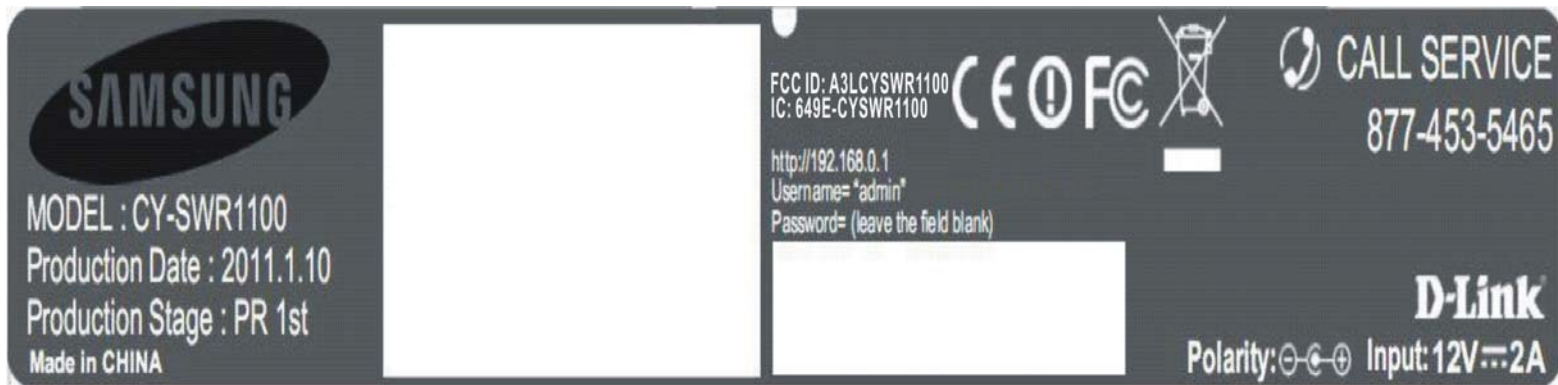 SAMSUNG
MODEL : CY-SWR1100
Production Date : 2011.1.10
Production Stage : PR 1st
Made in CHINA
FCC ID: A3LCYSWR1100
IC: 649E-CYSWR1100
http://192.168.0.1
Username= “admin”
Password= (leave the field blank)
CALL SERVICE
877-453-5465
D-Link
Polarity: Input: 12V 2A